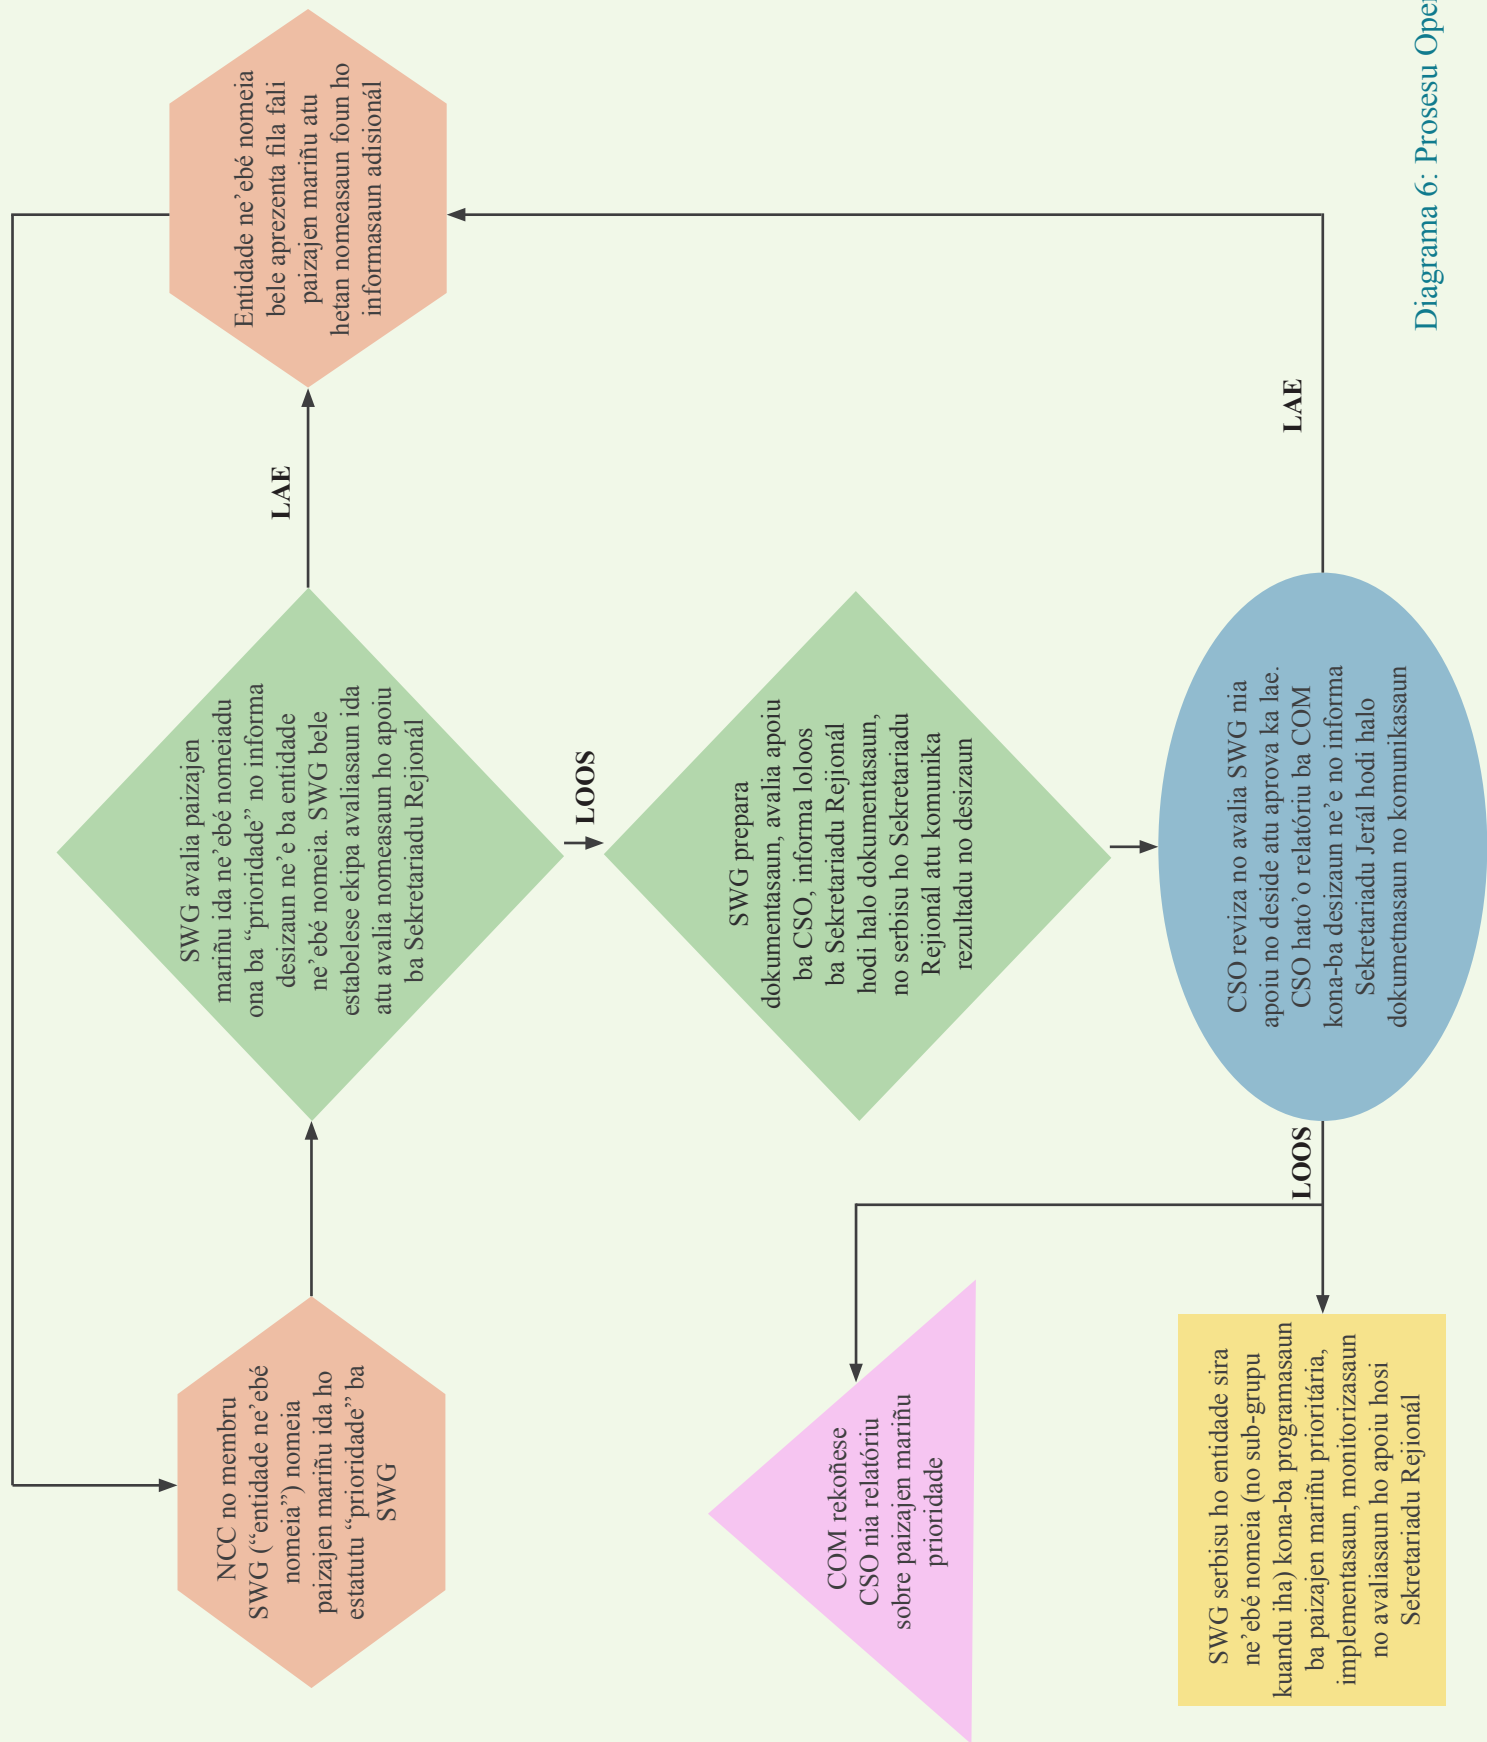 NCC no membru
SWG (“entidade ne’ebé
nomeia”) nomeia
paizajen mariñu ida ho
estatutu “prioridade” ba
SWG
SWG avalia paizajen
mariñu ida ne’ebé nomeiadu
ona ba “prioridade” no informa
desizaun ne’e ba entidade
ne’ebé nomeia. SWG bele
estabelese ekipa avaliasaun ida
atu avalia nomeasaun ho apoiu
ba Sekretariadu Rejionál
LAE
Entidade ne’ebé nomeia
bele aprezenta fila fali
paizajen mariñu atu
hetan nomeasaun foun ho
informasaun adisionál
LOOS
SWG prepara
dokumentasaun, avalia apoiu
ba CSO, informa loloos
ba Sekretariadu Rejionál
hodi halo dokumentasaun,
no serbisu ho Sekretariadu
Rejionál atu komunika
rezultadu no desizaun
COM rekoñese
CSO nia relatóriu
sobre paizajen mariñu
prioridade
CSO reviza no avalia SWG nia
apoiu no deside atu aprova ka lae.
CSO hato’o relatóriu ba COM
kona-ba desizaun ne’e no informa
Sekretariadu Jerál hodi halo
dokumetnasaun no komunikasaun
LOOS
LAE
SWG serbisu ho entidade sira
ne’ebé nomeia (no sub-grupu
kuandu iha) kona-ba programasaun
ba paizajen mariñu prioritária,
implementasaun, monitorizasaun
no avaliasaun ho apoiu hosi
Sekretariadu Rejionál
Diagrama 6: Prosesu